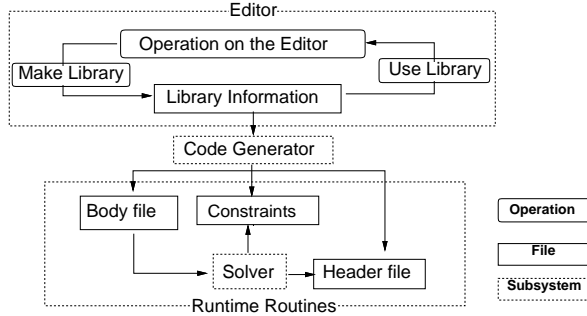 Editor
Operation on the Editor
Make Library
Use Library
Library Information
Code Generator
Body file
Constraints
Operation
File
Solver
Header file
Subsystem
Runtime Routines